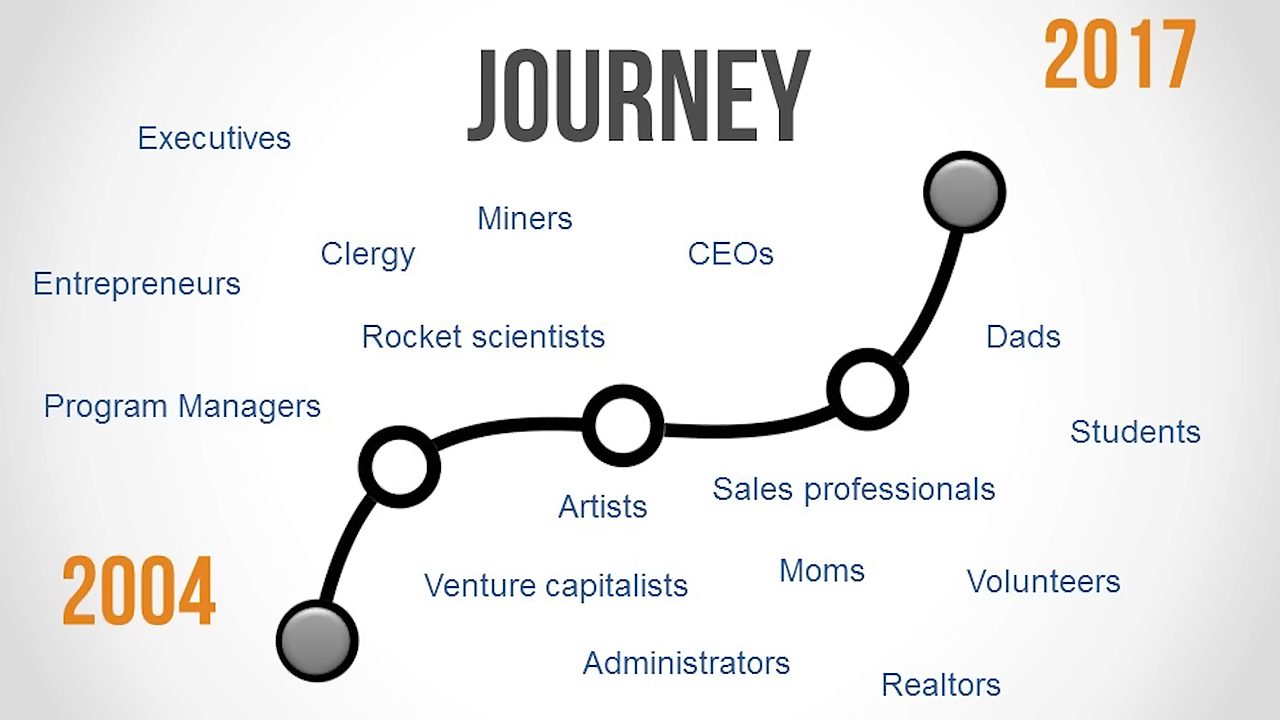 2017
JOURNEY
Executives
Miners
Clergy
CEOs
Entrepreneurs
Rocket scientists
Dads
Program Managers
Students
Sales professionals
Artists
Moms
Volunteers
Venture capitalists
2004
Administrators
Realtors